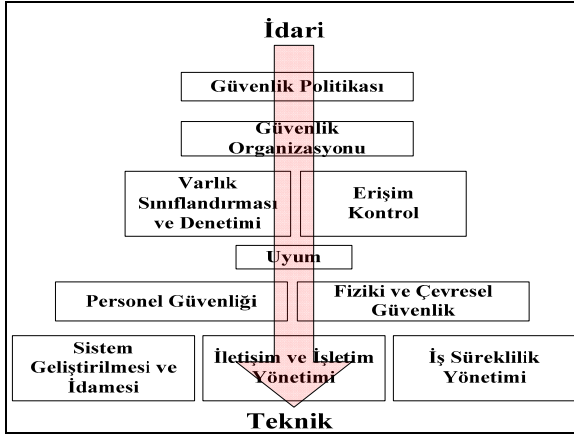 İdari
Güvenlik Politikası
Güvenlik
Organizasyonu
Varlık
Sınıflandırması
ve Denetimi
Erişim
Kontrol
Uyum
Personel Güvenliği
Fiziki ve Çevresel
Güvenlik
Sistem
Geliştirilmesi ve
İdamesi
İletişim ve İşletim
Yönetimi
İş Süreklilik
Yönetimi
Teknik